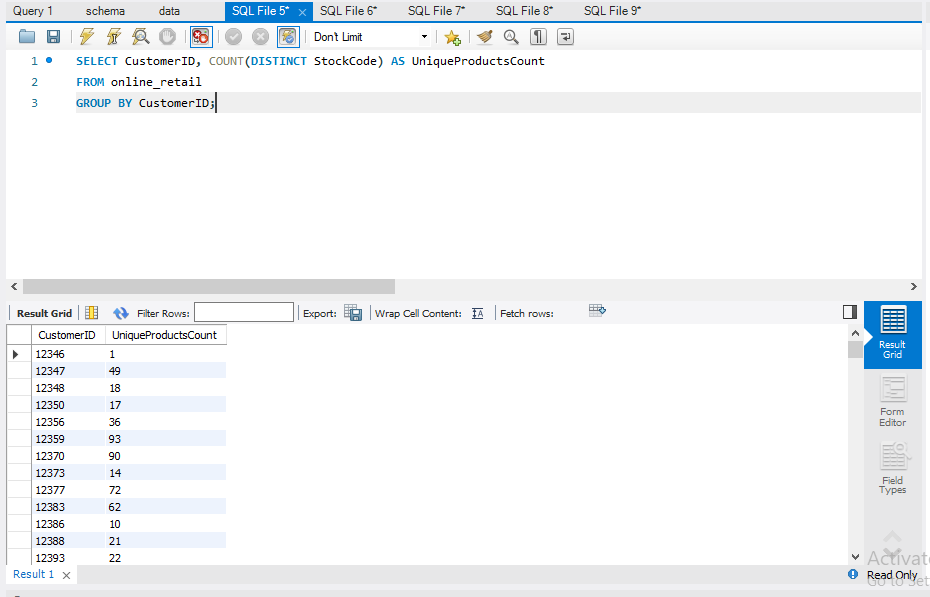 Query 1 schema data SQL File 5* SQL File 6* SQL File 7* SQL File 8* SQL File 9*
Don't Limit
1 SELECT CustomerID, COUNT(DISTINCT StockCode) AS UniqueProductsCount
2 FROM online_retail
3 GROUP BY CustomerID;
Result Grid Filter Rows: Export: Wrap Cell Content: IA Fetch rows:
CustomerID UniqueProductsCount
12346 1
12347 49
12348 18
12350 17
12356 36
12359 93
12370 90
12373 14
12377 72
12383 62
12386 10
12388 21
12393 22
Result
Grid
Form
Editor
Field
Types
Activat
Go to Set
Result 1
Read Only